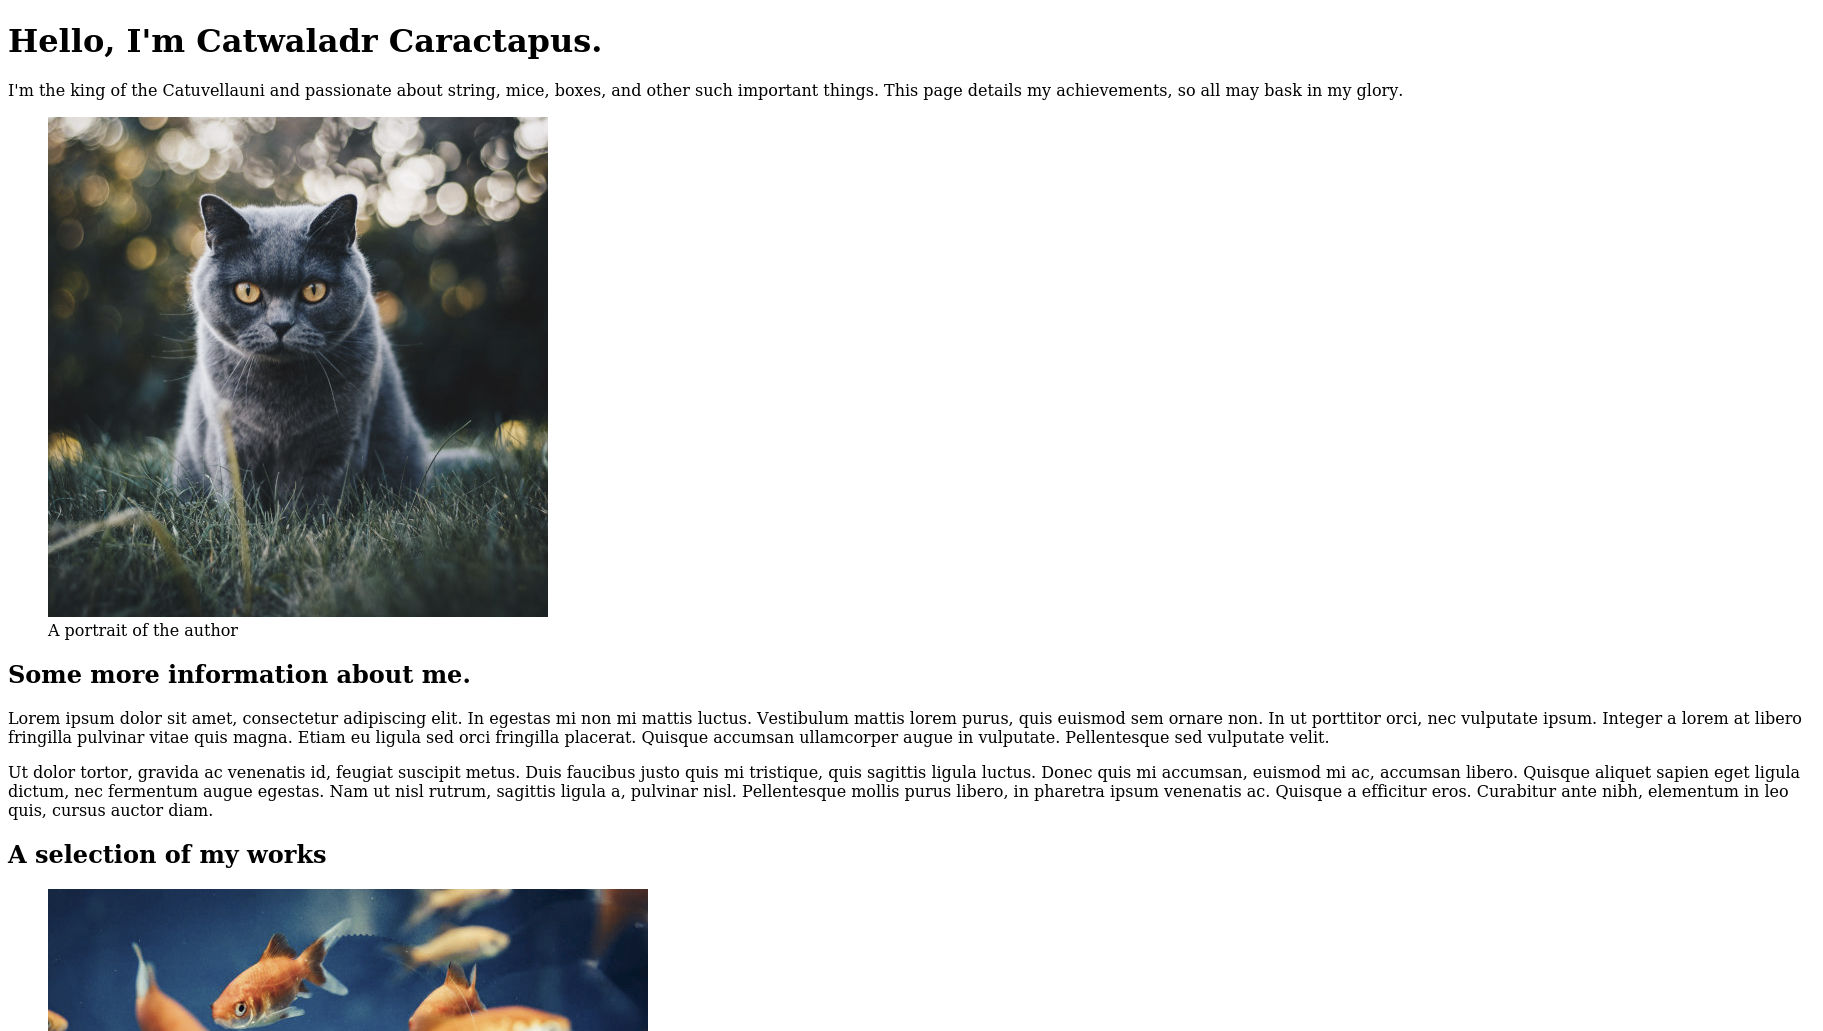 Hello, I'm Catwaladr Caractapus.
I'm the king of the Catuvellauni and passionate about string, mice, boxes, and other such important things. This page details my achievements, so all may bask in my glory.
A portrait of the author
Some more information about me.
Lorem ipsum dolor sit amet, consectetur adipiscing elit. In egestas mi non mi mattis luctus. Vestibulum mattis lorem purus, quis euismod sem ornare non. In ut porttitor orci, nec vulputate ipsum. Integer a lorem at libero
fringilla pulvinar vitae quis magna. Etiam eu ligula sed orci fringilla placerat. Quisque accumsan ullamcorper augue in vulputate. Pellentesque sed vulputate velit.
Ut dolor tortor, gravida ac venenatis id, feugiat suscipit metus. Duis faucibus justo quis mi tristique, quis sagittis ligula luctus. Donec quis mi accumsan, euismod mi ac, accumsan libero. Quisque aliquet sapien eget ligula
dictum, nec fermentum augue egestas. Nam ut nisl rutrum, sagittis ligula a, pulvinar nisl. Pellentesque mollis purus libero, in pharetra ipsum venenatis ac. Quisque a efficitur eros. Curabitur ante nibh, elementum in leo
quis, cursus auctor diam.
A selection of my works